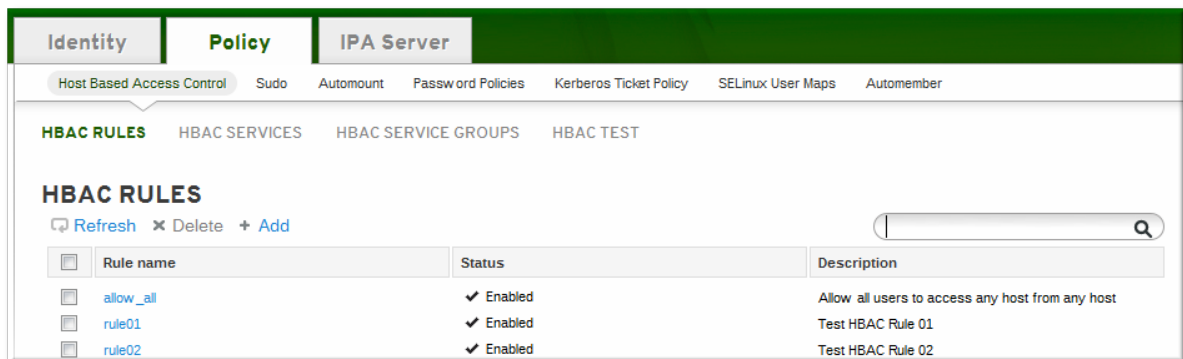 Identity Policy IPA Server
Host Based Access Control Sudo Automount Password Policies Kerberos Ticket Policy SELinux User Maps Automember
HBAC RULES HBAC SERVICES HBAC SERVICE GROUPS HBAC TEST
HBAC RULES
Refresh Delete Add
Rule name Status Description
allow_all Enabled Allow all users to access any host from any host
rule01 Enabled Test HBAC Rule 01
rule02 Enabled Test HBAC Rule 02